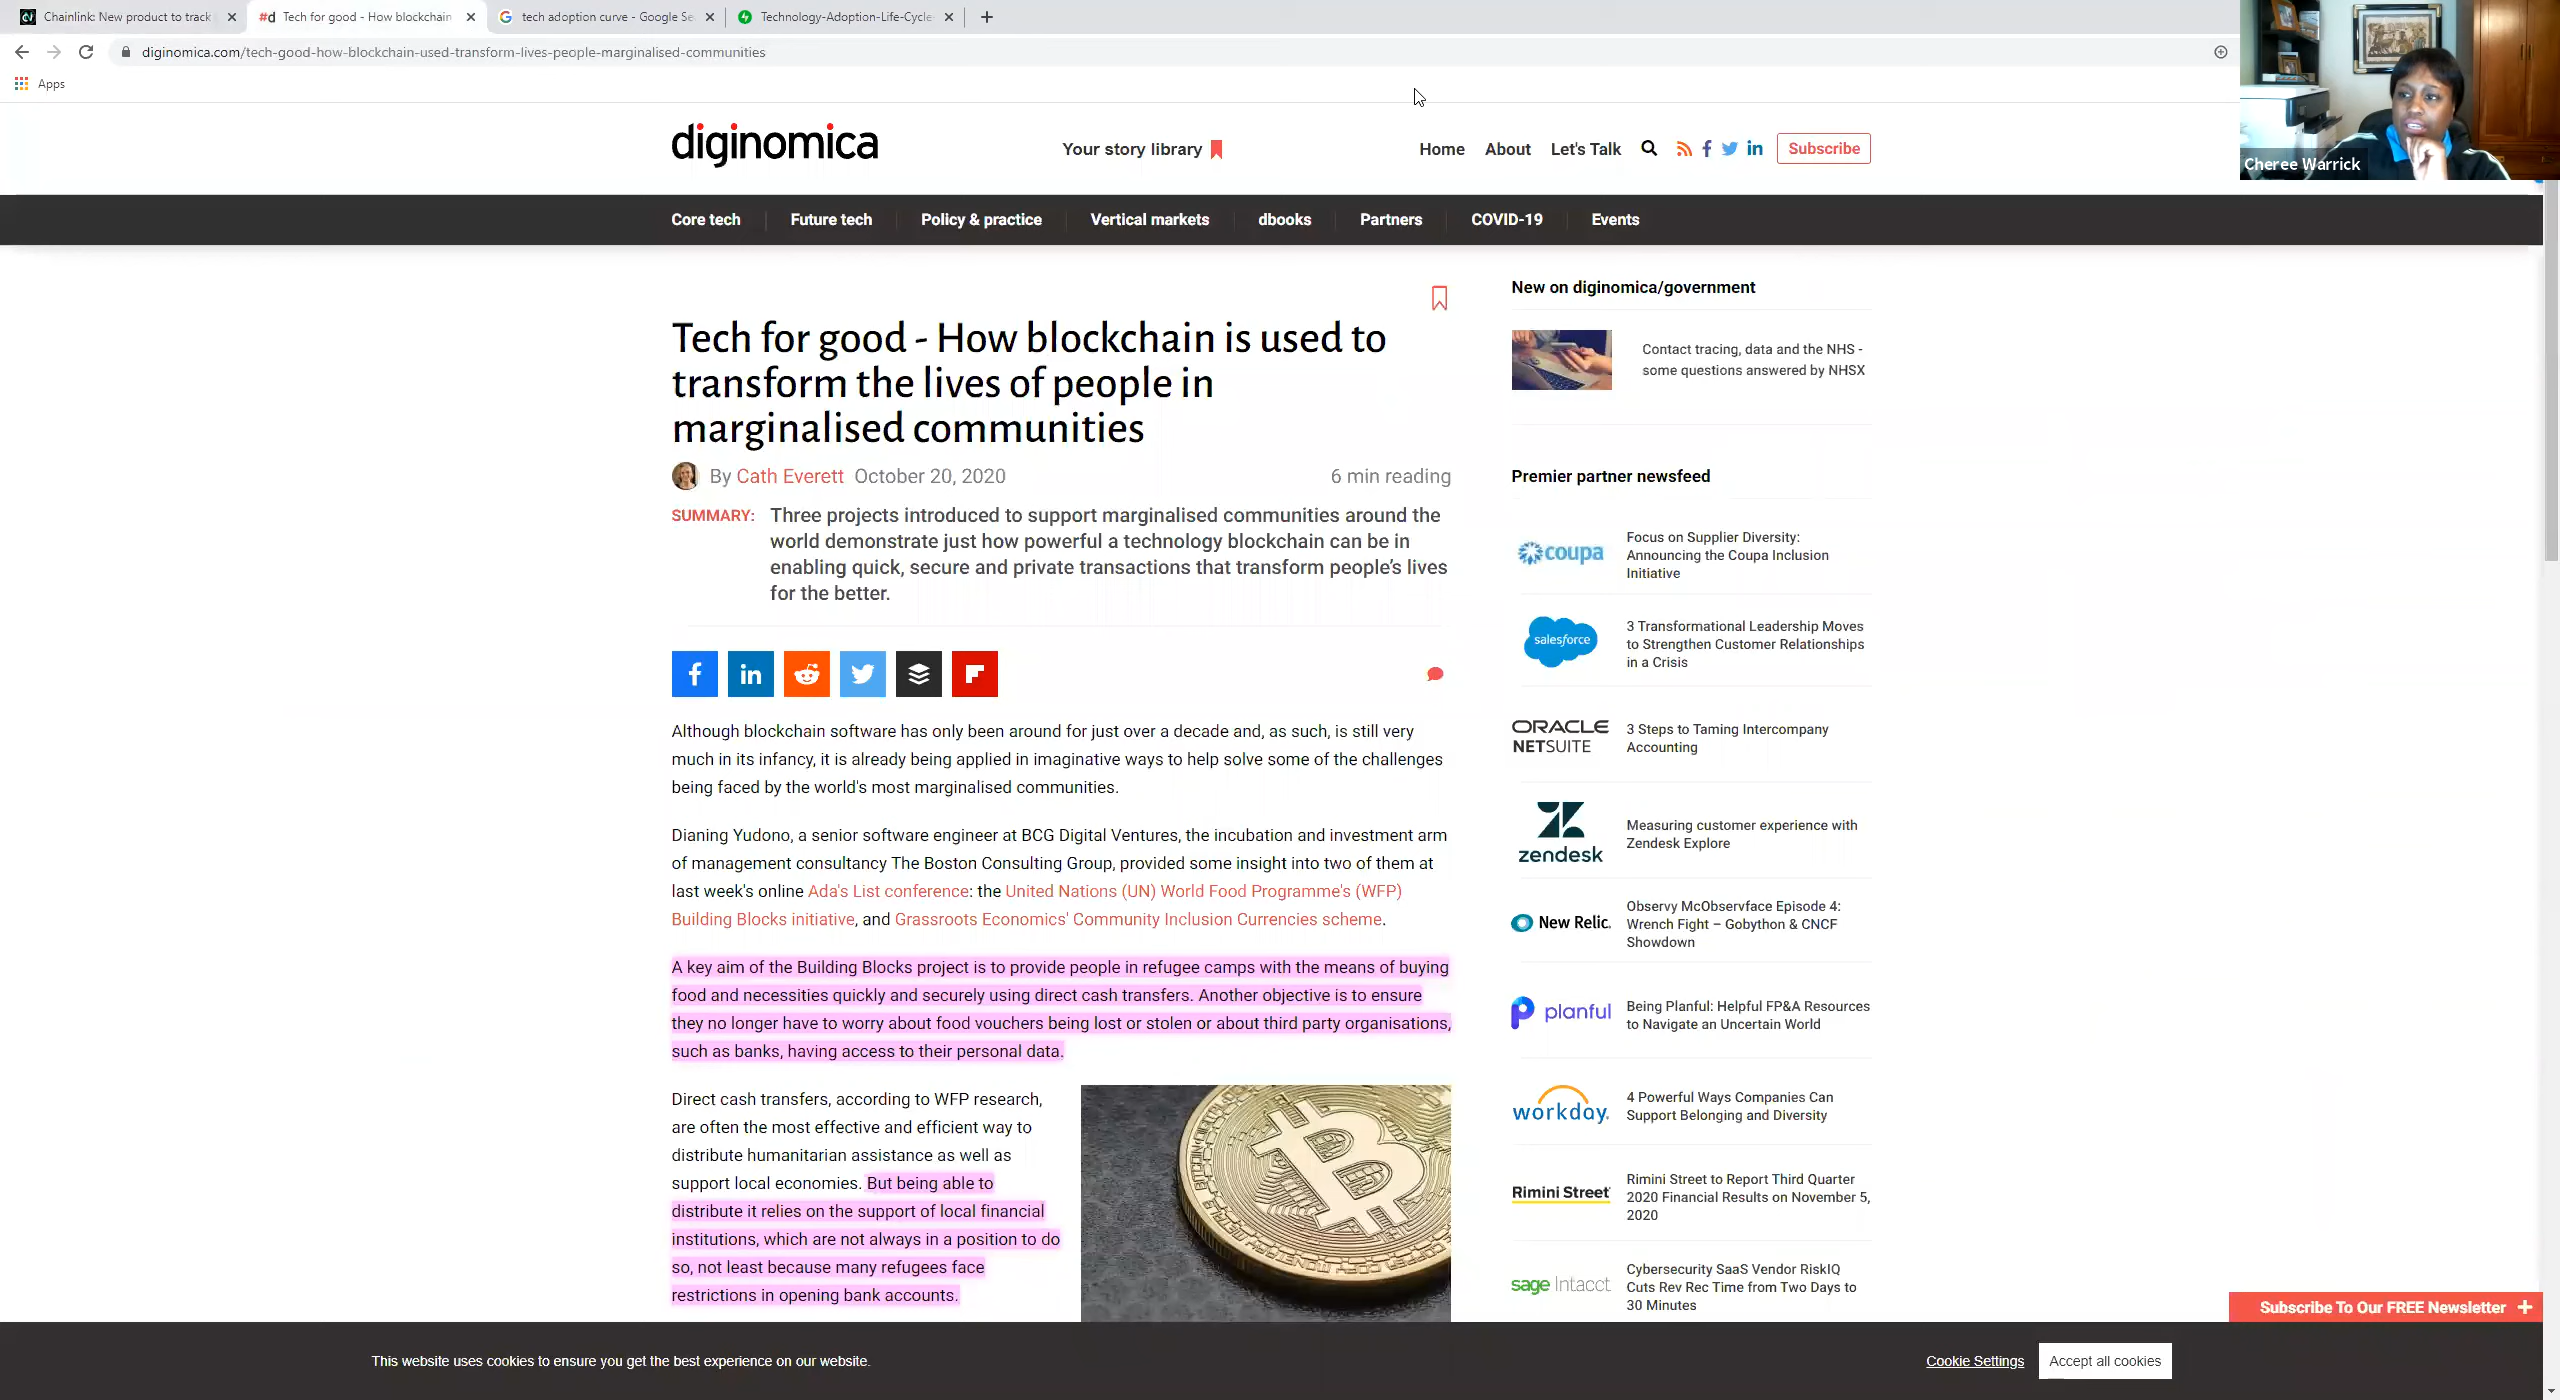 Chainlink: New product to track
#d Tech for good - How blockchain
tech adoption curve - Google Se
Technology-Adoption-Life-Cycle
diginomica.com/tech-good-how-blockchain-used-transform-lives-people-marginalised-communities
Apps
Cheree Warrick
diginomica
Your story library
Home About Let's Talk Subscribe
Core tech Future tech Policy & practice Vertical markets dbooks Partners COVID-19 Events
Tech for good - How blockchain is used to
transform the lives of people in
marginalised communities
By Cath Everett October 20, 2020 6 min reading
SUMMARY: Three projects introduced to support marginalised communities around the
world demonstrate just how powerful a technology blockchain can be in
enabling quick, secure and private transactions that transform people's lives
for the better.
Although blockchain software has only been around for just over a decade and, as such, is still very
much in its infancy, it is already being applied in imaginative ways to help solve some of the challenges
being faced by the world's most marginalised communities.
Dianing Yudono, a senior software engineer at BCG Digital Ventures, the incubation and investment arm
of management consultancy The Boston Consulting Group, provided some insight into two of them at
last week's online Ada's List conference: the United Nations (UN) World Food Programme's (WFP)
Building Blocks initiative, and Grassroots Economics' Community Inclusion Currencies scheme.
A key aim of the Building Blocks project is to provide people in refugee camps with the means of buying
food and necessities quickly and securely using direct cash transfers. Another objective is to ensure
they no longer have to worry about food vouchers being lost or stolen or about third party organisations,
such as banks, having access to their personal data.
Direct cash transfers, according to WFP research,
are often the most effective and efficient way to
distribute humanitarian assistance as well as
support local economies. But being able to
distribute it relies on the support of local financial
institutions, which are not always in a position to do
so, not least because many refugees face
restrictions in opening bank accounts.
New on diginomica/government
Contact tracing, data and the NHS -
some questions answered by NHSX
Premier partner newsfeed
coupa
Focus on Supplier Diversity:
Announcing the Coupa Inclusion
Initiative
salesforce
3 Transformational Leadership Moves
to Strengthen Customer Relationships
in a Crisis
ORACLE
NETSUITE
3 Steps to Taming Intercompany
Accounting
zendesk
Measuring customer experience with
Zendesk Explore
New Relic.
Observy McObservface Episode 4:
Wrench Fight – Gobython & CNCF
Showdown
planful
Being Planful: Helpful FP&A Resources
to Navigate an Uncertain World
workday.
4 Powerful Ways Companies Can
Support Belonging and Diversity
Rimini Street
Rimini Street to Report Third Quarter
2020 Financial Results on November 5,
2020
sage Intacct
Cybersecurity SaaS Vendor RiskIQ
Cuts Rev Rec Time from Two Days to
30 Minutes
Subscribe To Our FREE Newsletter +
This website uses cookies to ensure you get the best experience on our website.
Cookie Settings Accept all cookies